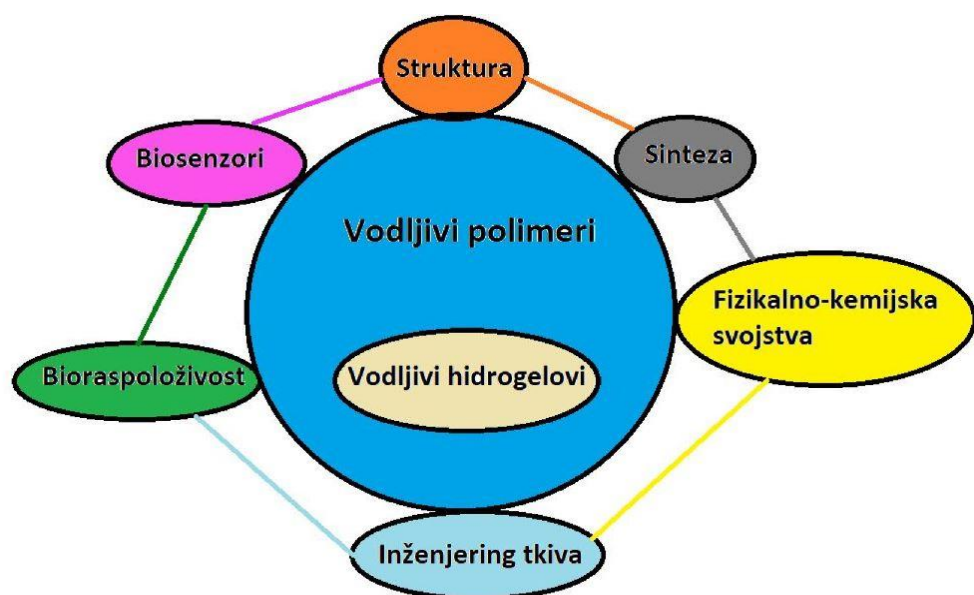 Struktura
Biosenzori
Sinteza
Vodljivi polimeri
Fizikalno-kemijska
svojstva
Bioraspoloživost
Vodljivi hidrogelovi
Inženjering tkiva